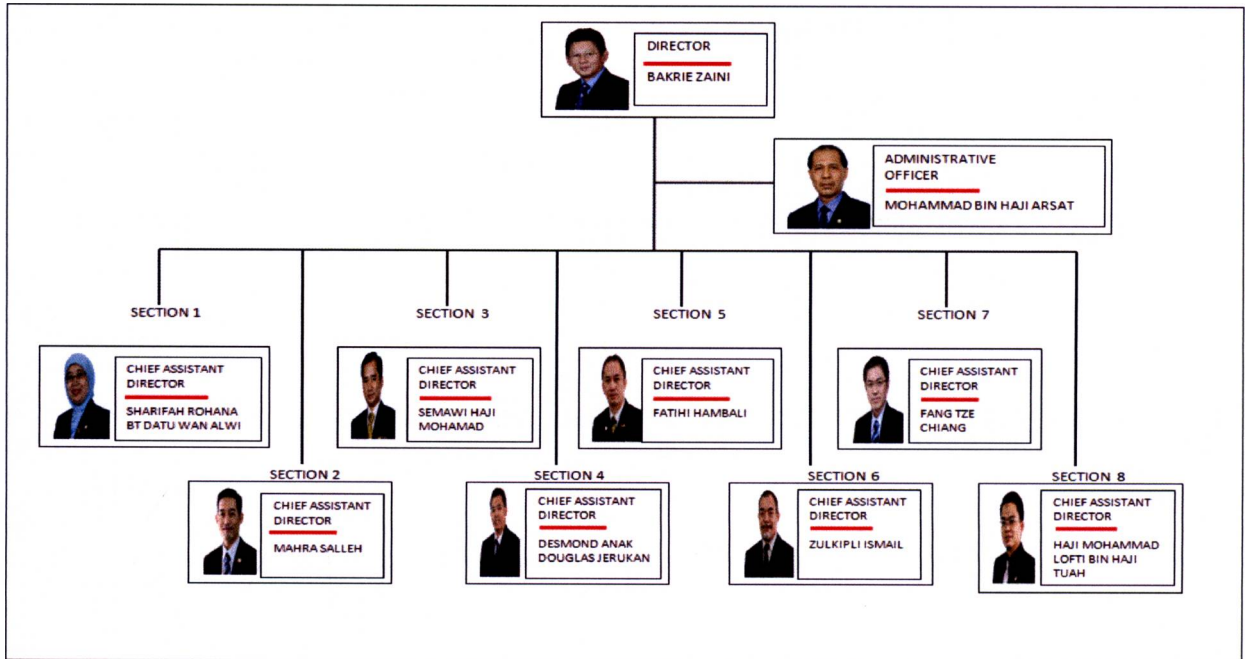 DIRECTOR
BAKRIE ZAINI
ADMINISTRATIVE
OFFICER
MOHAMMAD BIN HAJI ARSAT
SECTION 1
CHIEF ASSISTANT
DIRECTOR
SHARIFAH ROHANA
BT DATU WAN ALWI
SECTION 3
CHIEF ASSISTANT
DIRECTOR
SEMAWI HAJI
MOHAMAD
SECTION 5
CHIEF ASSISTANT
DIRECTOR
FATIHI HAMBALI
SECTION 7
CHIEF ASSISTANT
DIRECTOR
FANG TZE
CHIANG
SECTION 2
CHIEF ASSISTANT
DIRECTOR
MAHRA SALLEH
SECTION 4
CHIEF ASSISTANT
DIRECTOR
DESMOND ANAK
DOUGLAS JERUKAN
SECTION 6
CHIEF ASSISTANT
DIRECTOR
ZULKIPLI ISMAIL
SECTION 8
CHIEF ASSISTANT
DIRECTOR
HAJI MOHAMMAD
LOFTI BIN HAJI
TUAH